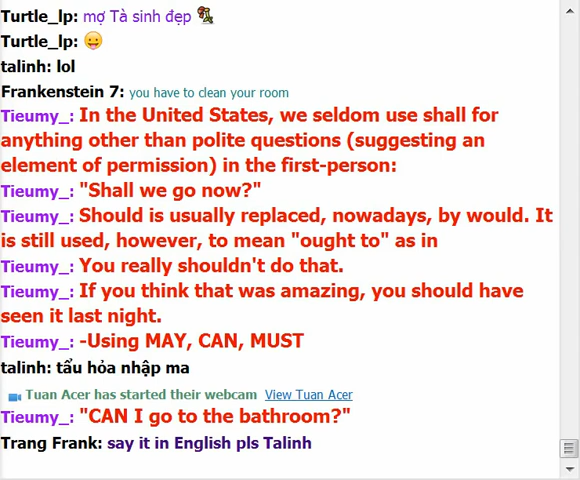 Turtle_lp: mợ Tà sinh đẹp
Turtle_lp:
talinh: lol
Frankenstein 7: you have to clean your room
Tieumy_: In the United States, we seldom use shall for
anything other than polite questions (suggesting an
element of permission) in the first-person:
Tieumy_: "Shall we go now?"
Tieumy_: Should is usually replaced, nowadays, by would. It
is still used, however, to mean "ought to" as in
Tieumy_: You really shouldn't do that.
Tieumy_: If you think that was amazing, you should have
seen it last night.
Tieumy_: -Using MAY, CAN, MUST
talinh: tẩu hỏa nhập ma
Tuan Acer has started their webcam View Tuan Acer
Tieumy_: "CAN I go to the bathroom?"
Trang Frank: say it in English pls Talinh